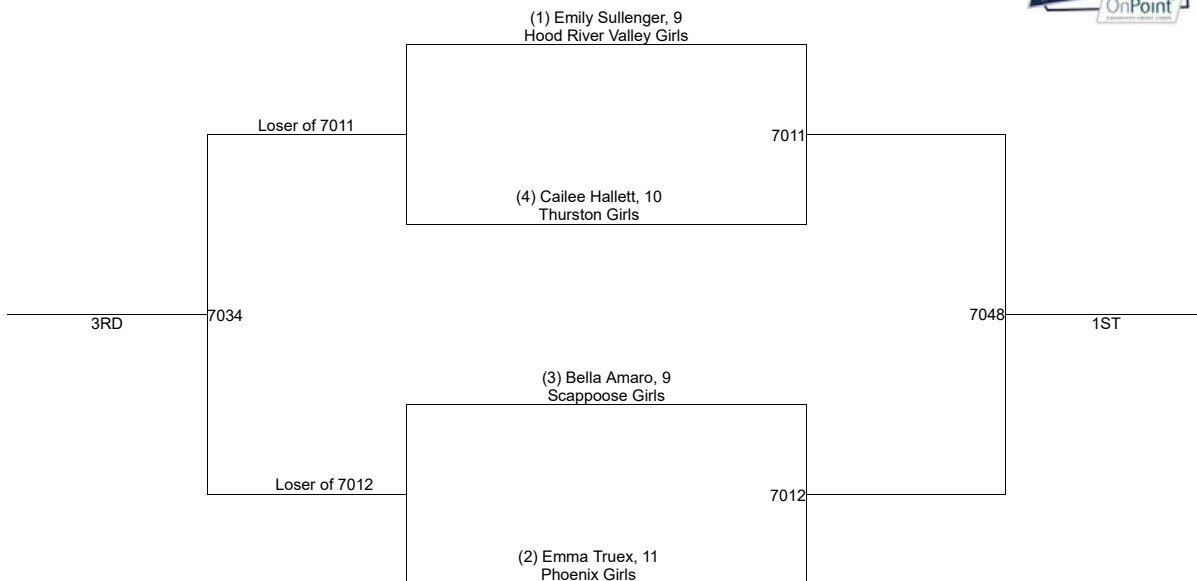 OnPoint
(1) Emily Sullenger, 9
Hood River Valley Girls
Loser of 7011
7011
(4) Cailee Hallett, 10
Thurston Girls
3RD
7034
7048
1ST
(3) Bella Amaro, 9
Scappoose Girls
Loser of 7012
7012
(2) Emma Truex, 11
Phoenix Girls